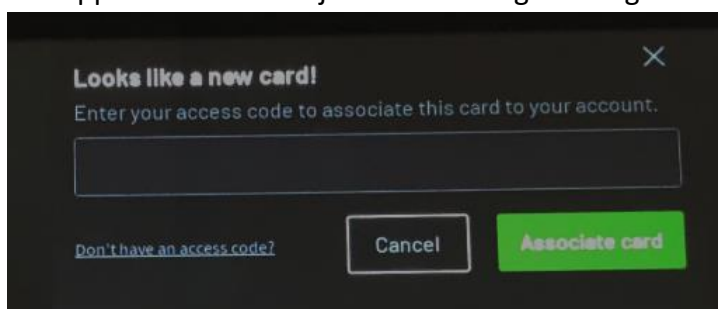 Looks like a new card!
Enter your access code to associate this card to your account.
Don't have an access code?
Cancel
Associate card